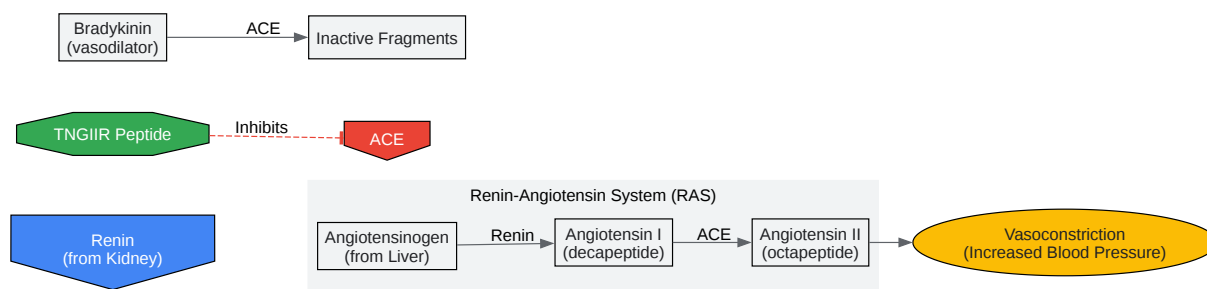 Bradykinin
(vasodilator)
ACE
Inactive Fragments
TNGIIR Peptide
Inhibits
ACE
Renin-Angiotensin System (RAS)
Renin
(from Kidney)
Angiotensinogen
(from Liver)
Renin
Angiotensin I
(decapeptide)
ACE
Angiotensin II
(octapeptide)
Vasoconstriction
(Increased Blood Pressure)